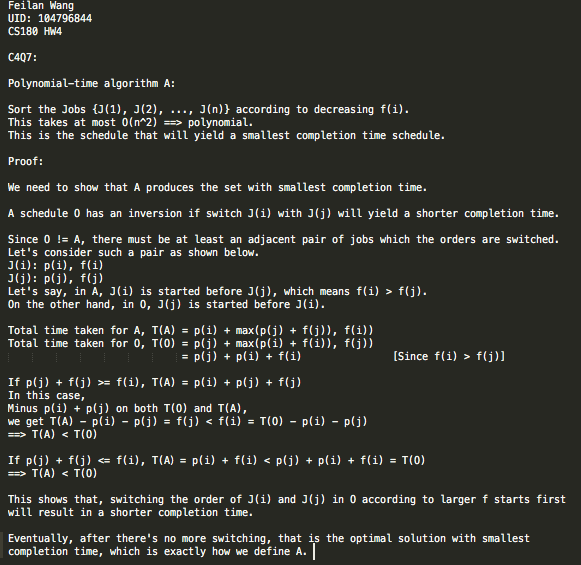 Feilan Wang
UID: 104796844
CS180 HW4
C4Q7:
Polynomial-time algorithm A:
Sort the Jobs {J(1), J(2), ..., J(n)} according to decreasing f(i).
This takes at most O(n^2) ==> polynomial.
This is the schedule that will yield a smallest completion time schedule.
Proof:
We need to show that A produces the set with smallest completion time.
A schedule O has an inversion if switch J(i) with J(j) will yield a shorter completion time.
Since O != A, there must be at least an adjacent pair of jobs which the orders are switched.
Let's consider such a pair as shown below.
J(i): p(i), f(i)
J(j): p(j), f(j)
Let's say, in A, J(i) is started before J(j), which means f(i) > f(j).
On the other hand, in O, J(j) is started before J(i).
Total time taken for A, T(A) = p(i) + max(p(j) + f(j)), f(i))
Total time taken for O, T(O) = p(j) + max(p(i) + f(i)), f(j))
= p(j) + p(i) + f(i) [Since f(i) > f(j)]
If p(j) + f(j) >= f(i), T(A) = p(i) + p(j) + f(j)
In this case,
Minus p(i) + p(j) on both T(O) and T(A),
we get T(A) - p(i) - p(j) = f(j) < f(i) = T(O) - p(i) - p(j)
==> T(A) < T(O)
If p(j) + f(j) <= f(i), T(A) = p(i) + f(i) < p(j) + p(i) + f(i) = T(O)
==> T(A) < T(O)
This shows that, switching the order of J(i) and J(j) in O according to larger f starts first
will result in a shorter completion time.
Eventually, after there's no more switching, that is the optimal solution with smallest
completion time, which is exactly how we define A.